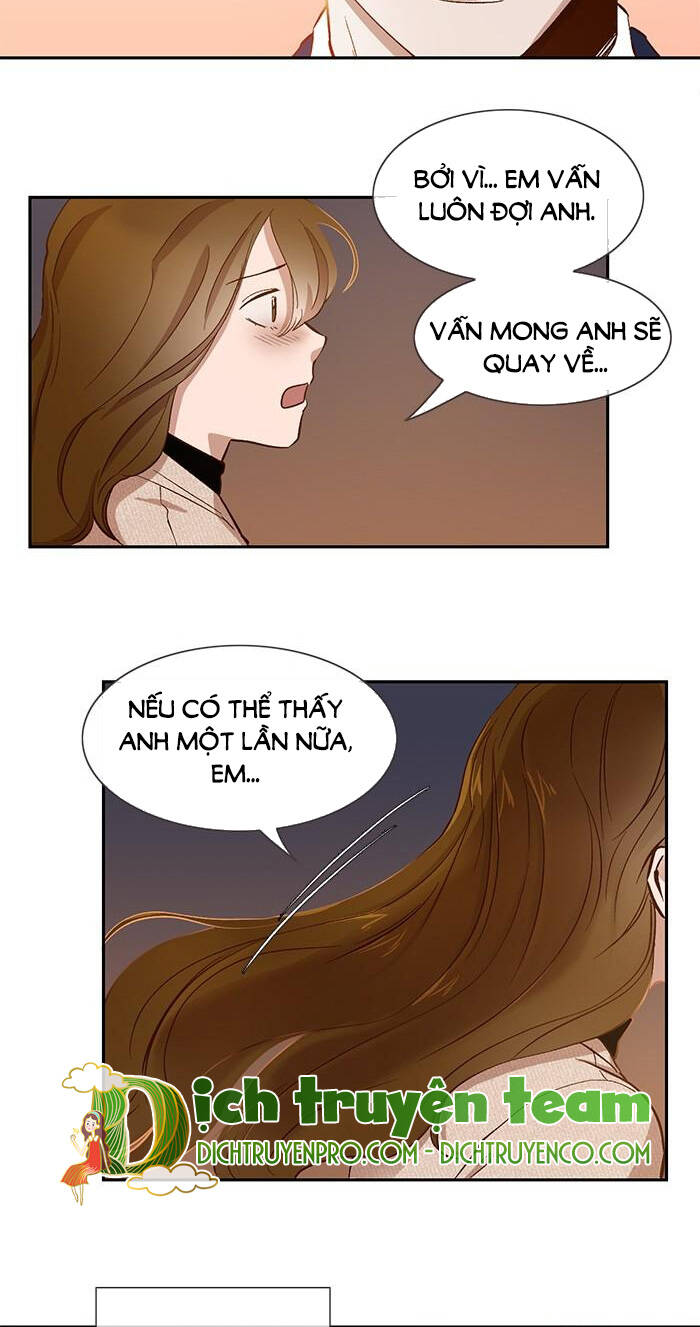 BỞI VÌ... EM VẪN
LUÔN ĐỢI ANH.
VẪN MONG ANH SẼ
QUAY VỀ...
NẾU CÓ THỂ THẤY
ANH MỘT LẦN NỮA,
EM...
Dịch truyện team
DICHTRUYENPRO.COM - DICHTRUYENCO.COM